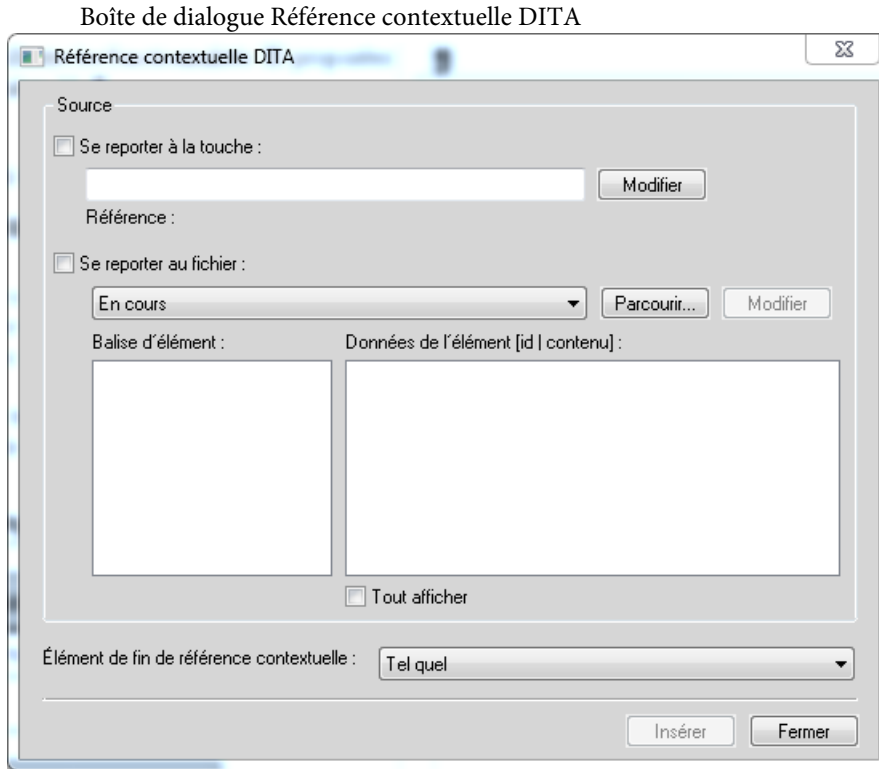 Boîte de dialogue Référence contextuelle DITA
Référence contextuelle DITA
Source
Se reporter à la touche :
Modifier
Référence :
Se reporter au fichier :
En cours
Parcourir...
Modifier
Balise d´élément :
Données de l´élément [id | contenu] :
Tout afficher
Élément de fin de référence contextuelle :
Tel quel
Insérer
Fermer